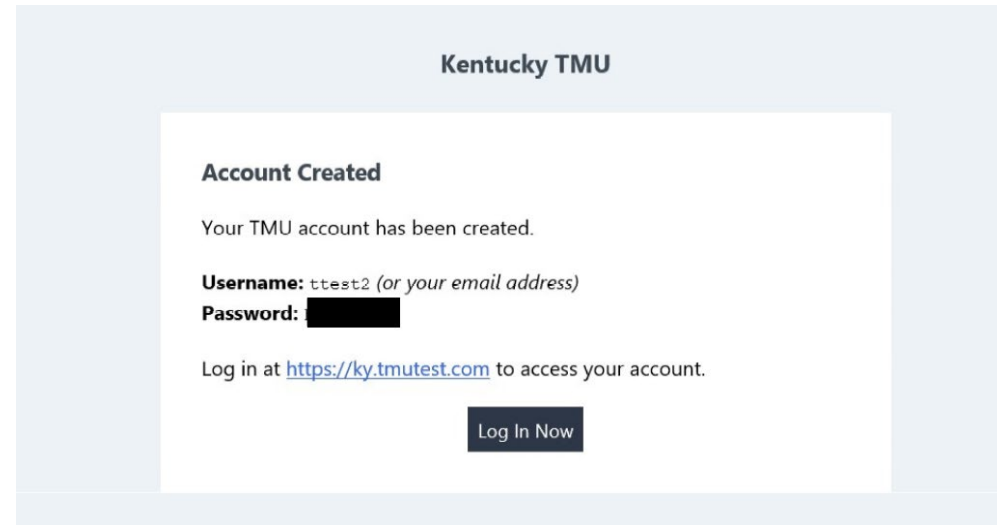 Kentucky TMU
Account Created
Your TMU account has been created.
Username: ttest2 (or your email address)
Password:
Log in at https://ky.tmutest.com to access your account.
Log In Now